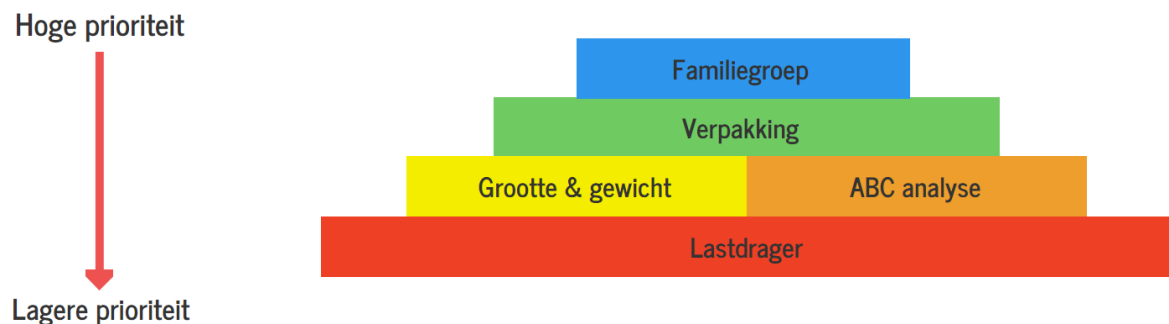 Hoge prioriteit
Familiegroep
Verpakking
Grootte & gewicht
ABC analyse
Lastdrager
Lagere prioriteit